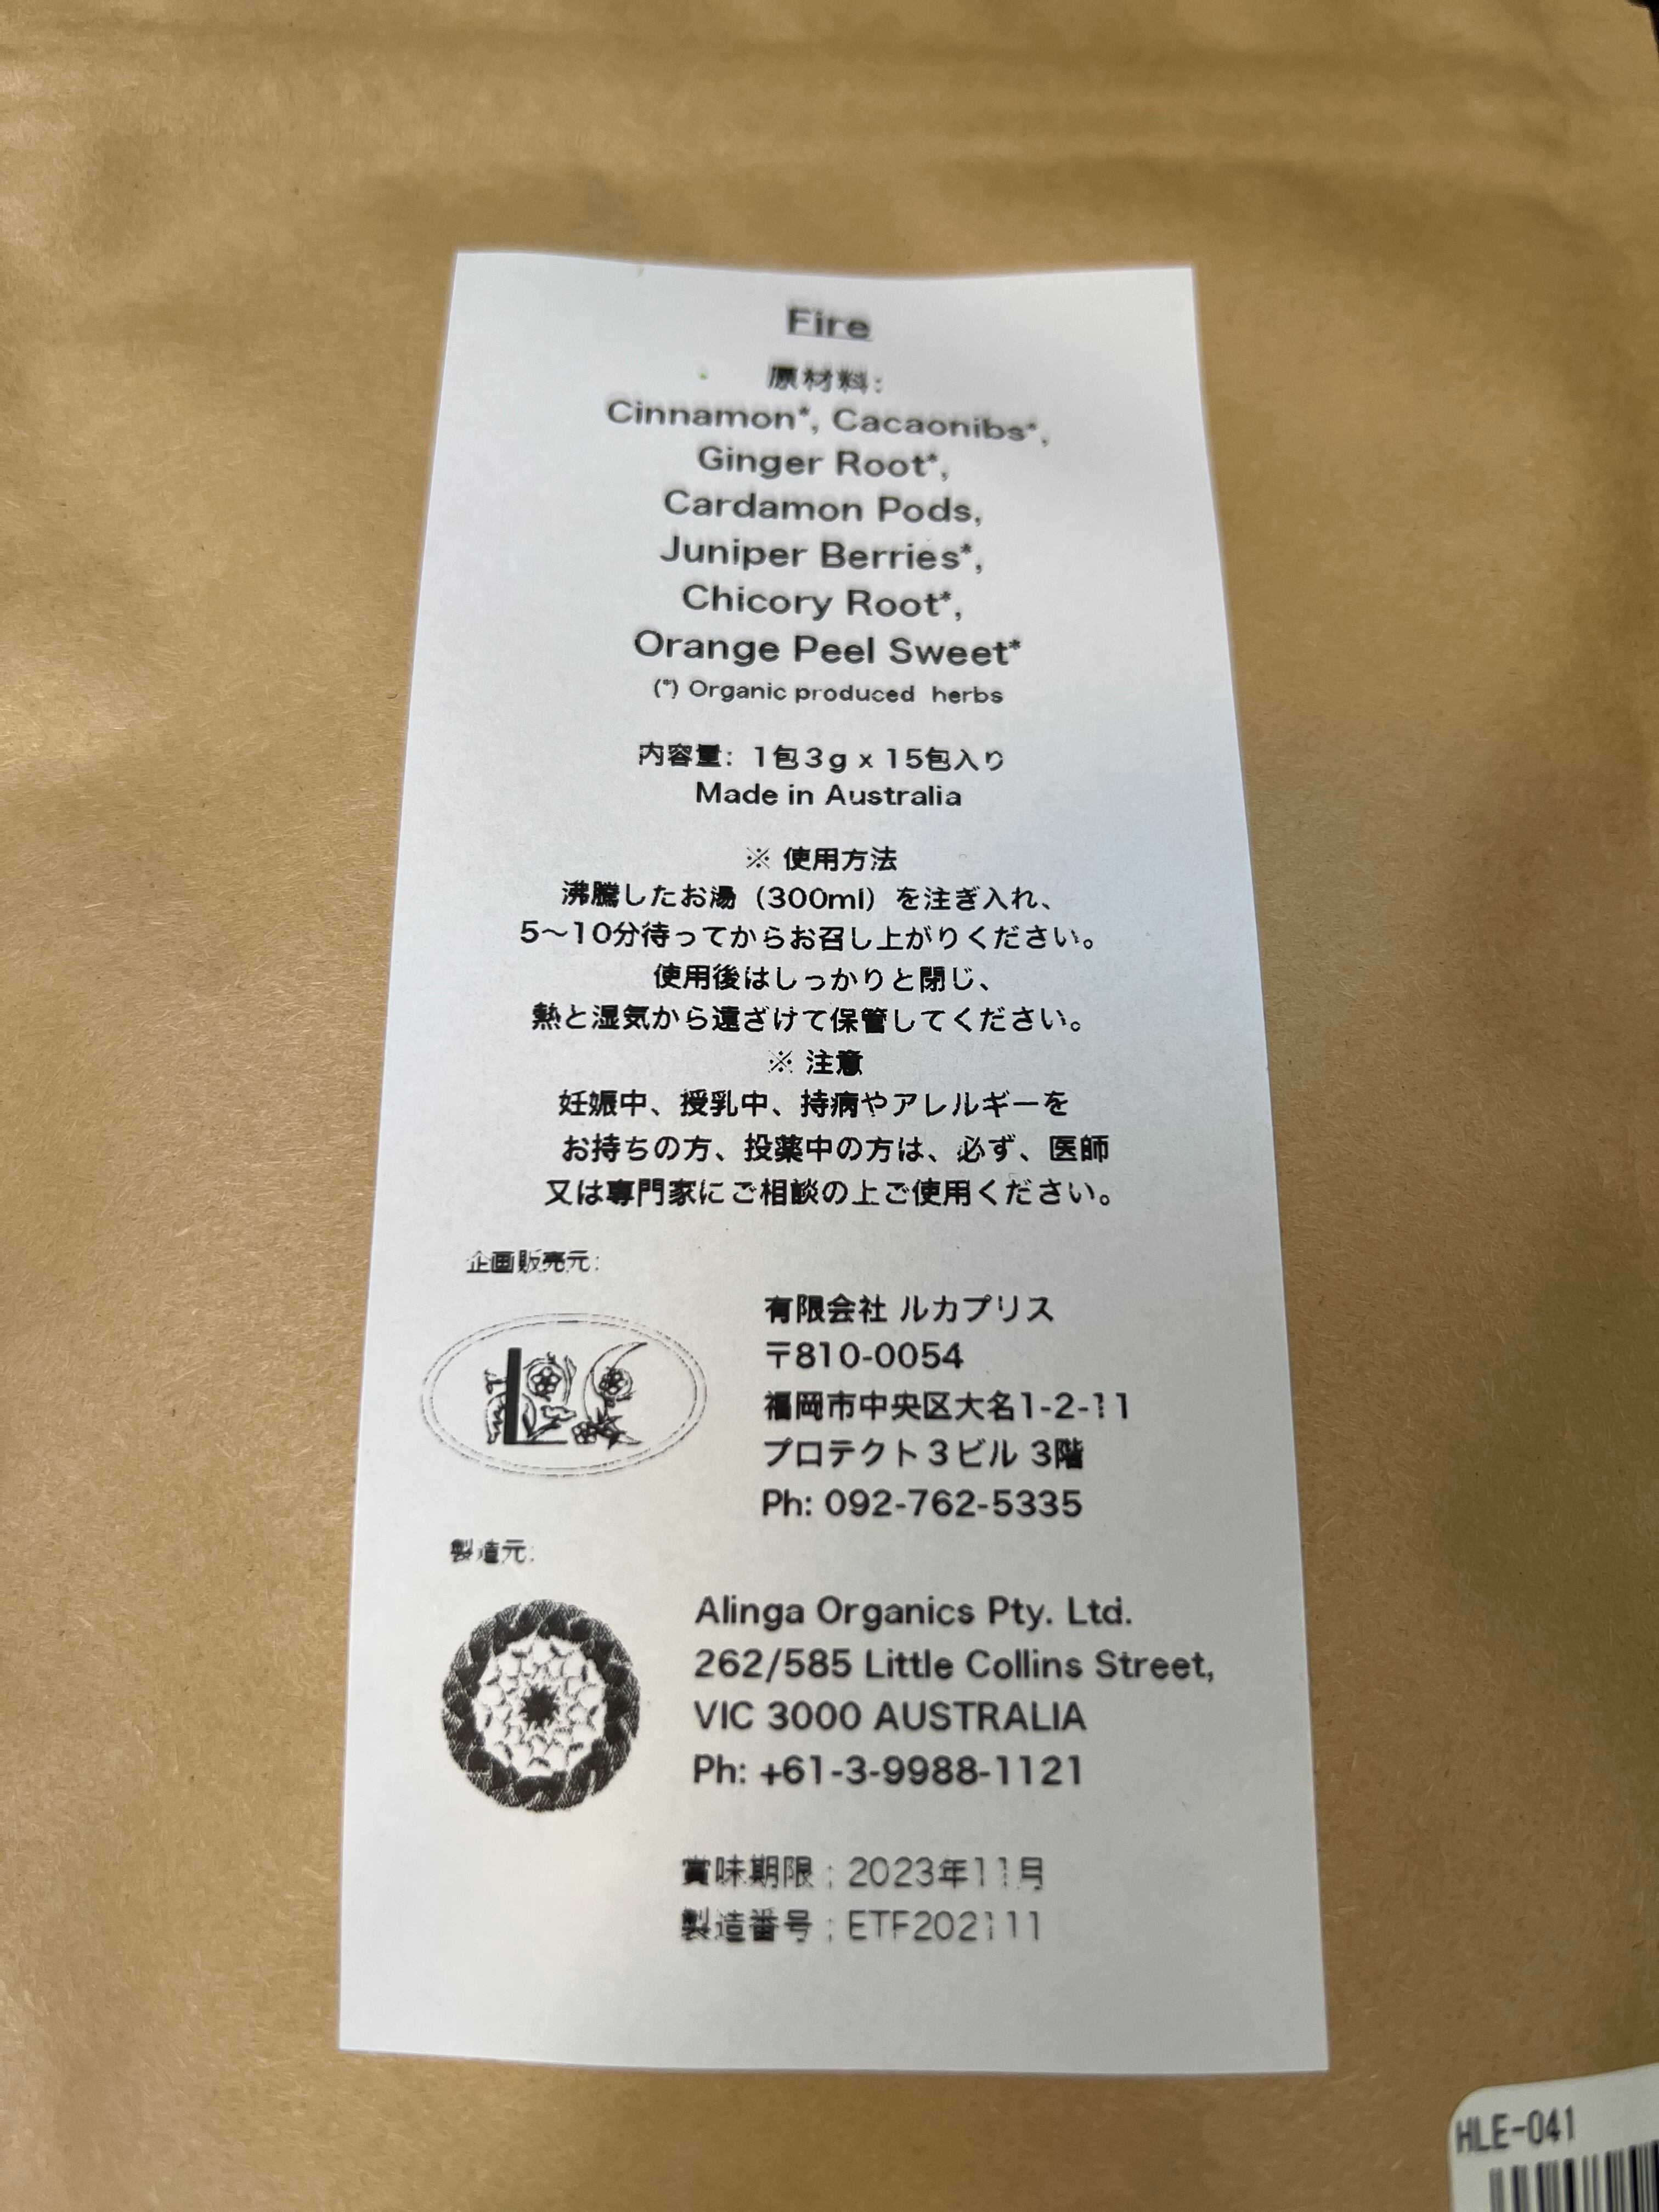 Fire
原材料:
Cinnamon*, Cacaonibs*,
Ginger Root*,
Cardamon Pods,
Juniper Berries*,
Chicory Root*,
Orange Peel Sweet*
(*) Organic produced herbs
内容量: 1包3g x 15包入り
Made in Australia
※ 使用方法
沸騰したお湯（300ml）を注ぎ入れ、
5〜10分待ってからお召し上がりください。
使用後はしっかりと閉じ、
熱と湿気から遠ざけて保管してください。
※ 注意
妊娠中、授乳中、持病やアレルギーを
お持ちの方、投薬中の方は、必ず、医師
又は専門家にご相談の上ご使用ください。
企画販売元:
有限会社 ルカプリス
〒810-0054
福岡市中央区大名1-2-11
プロテクト3ビル 3階
Ph: 092-762-5335
製造元:
Alinga Organics Pty. Ltd.
262/585 Little Collins Street,
VIC 3000 AUSTRALIA
Ph: +61-3-9988-1121
賞味期限 : 2023年11月
製造番号 : ETF202111
HLE-041